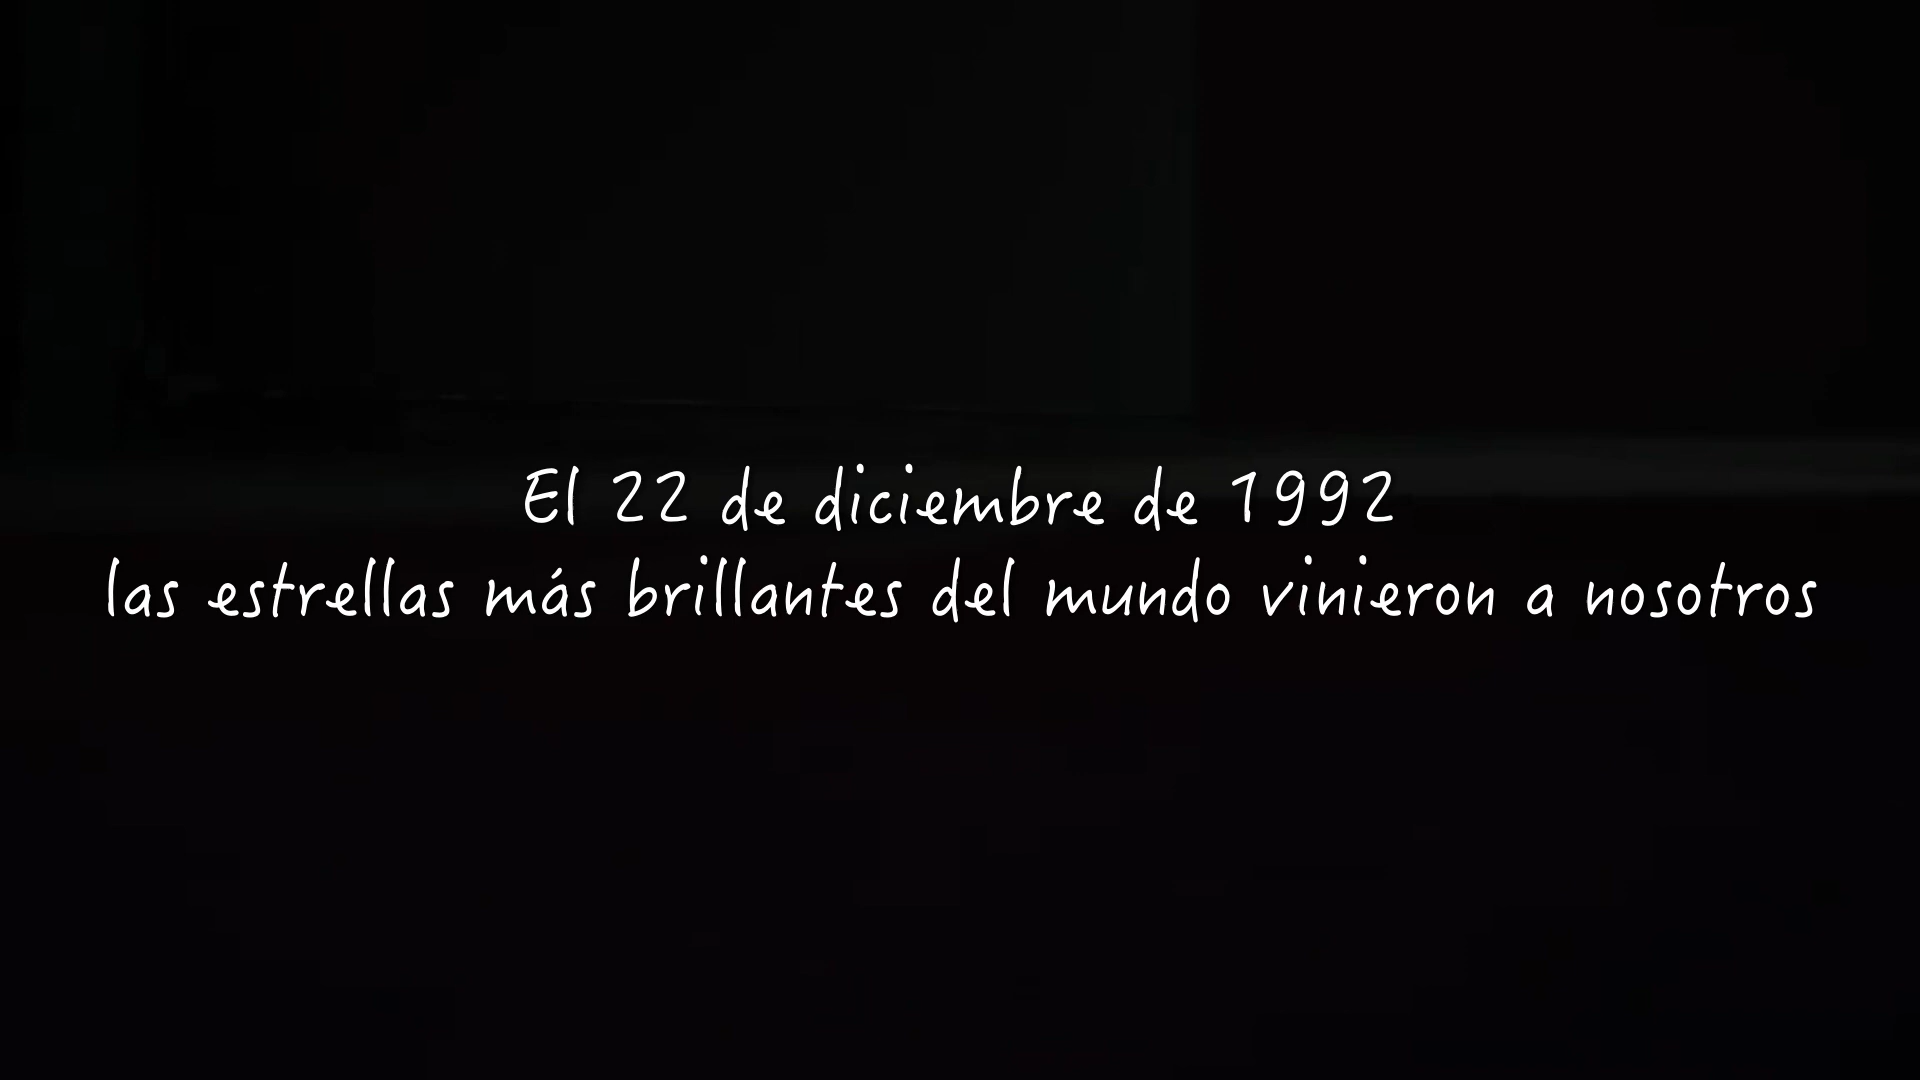 El 22 de diciembre de 1992
las estrellas más brillantes del mundo vinieron a nosotros